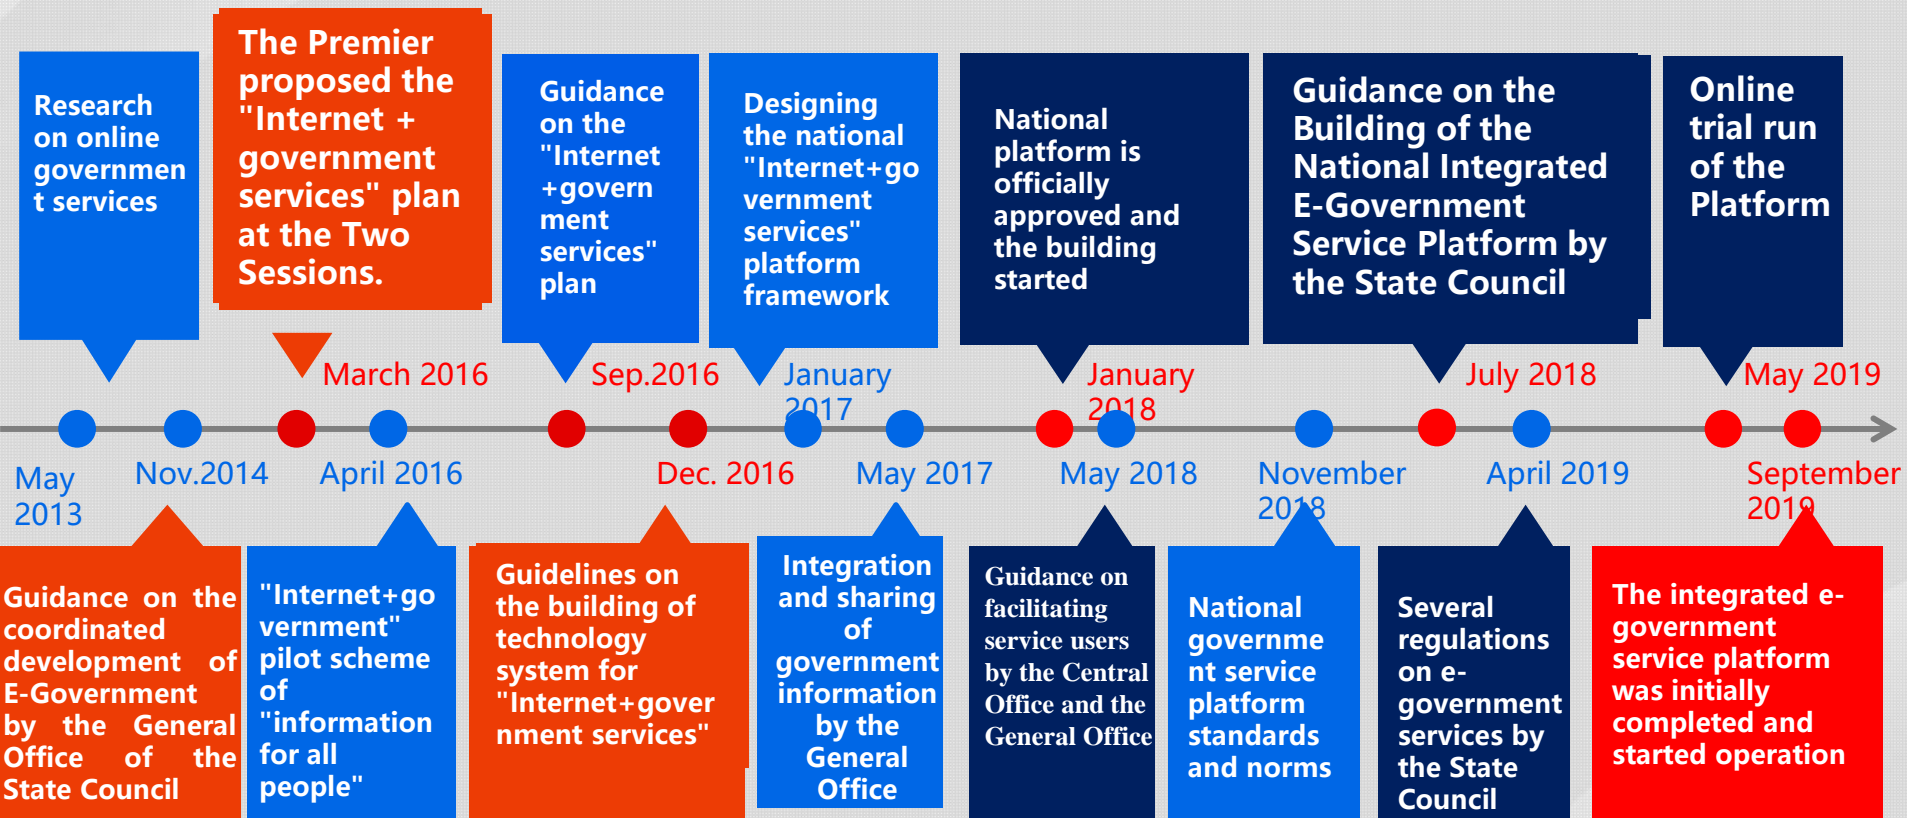 Research
on online
governmen
t services
The Premier
proposed the
"Internet +
government
services" plan
at the Two
Sessions.
Guidance
on the
"Internet
+govern
ment
services"
plan
Designing
the national
"Internet+go
vernment
services"
platform
framework
National
platform is
officially
approved and
the building
started
Guidance on the
Building of the
National Integrated
E-Government
Service Platform by
the State Council
Online
trial run
of the
Platform
March 2016
Sep.2016
January
2017
January
2018
July 2018
May 2019
May
2013
Nov.2014
April 2016
Dec. 2016
May 2017
May 2018
November
2018
April 2019
September
2019
Guidance on the
coordinated
development of
E-Government
by the General
Office of the
State Council
"Internet+go
vernment"
pilot scheme
of
"information
for all
people"
Guidelines on
the building of
technology
system for
"Internet+gover
nment services"
Integration
and sharing
of
government
information
by the
General
Office
Guidance on
facilitating
service users
by the Central
Office and the
General Office
National
governme
nt service
platform
standards
and norms
Several
regulations
on e-
government
services by
the State
Council
The integrated e-
government
service platform
was initially
completed and
started operation